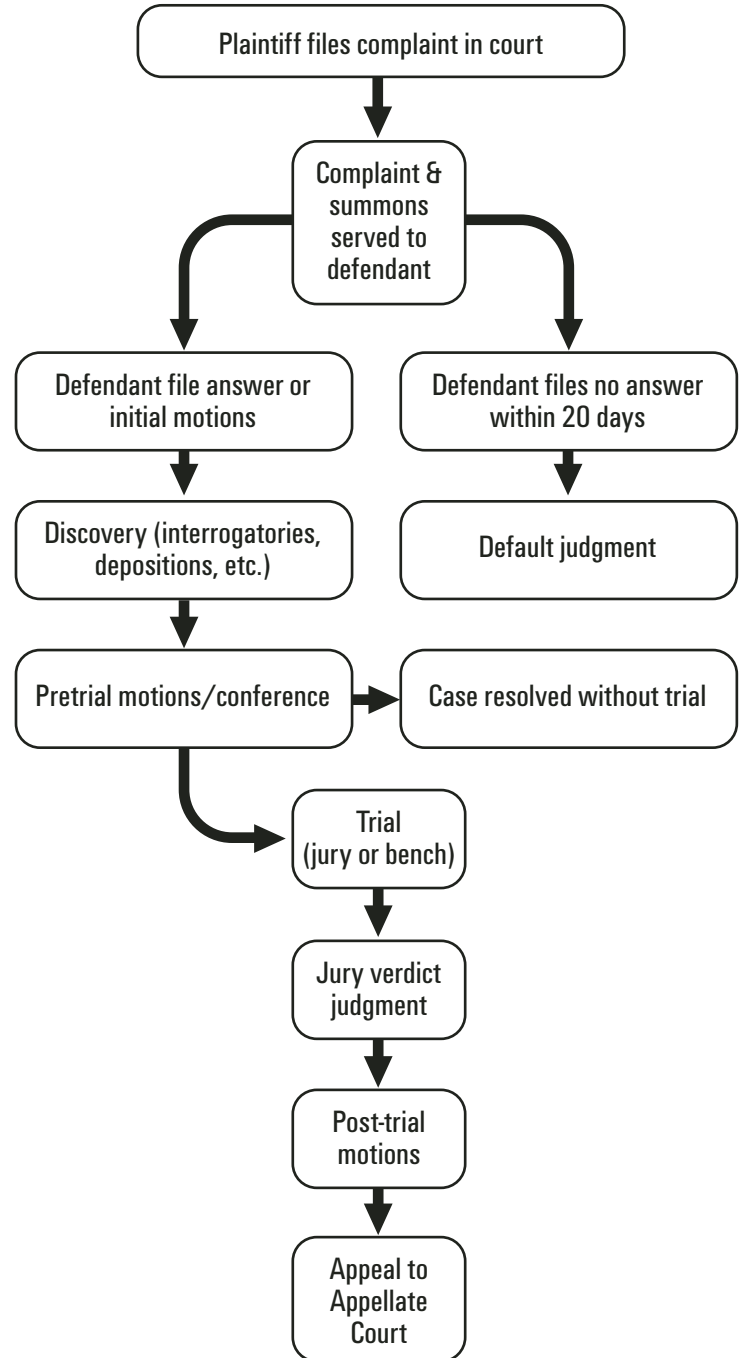 Plaintiff files complaint in court
Complaint &
summons
served to
defendant
Defendant file answer or
initial motions
Defendant files no answer
within 20 days
Discovery (interrogatories,
depositions, etc.)
Default judgment
Pretrial motions/conference
Case resolved without trial
Trial
(jury or bench)
Jury verdict
judgment
Post-trial
motions
Appeal to
Appellate
Court